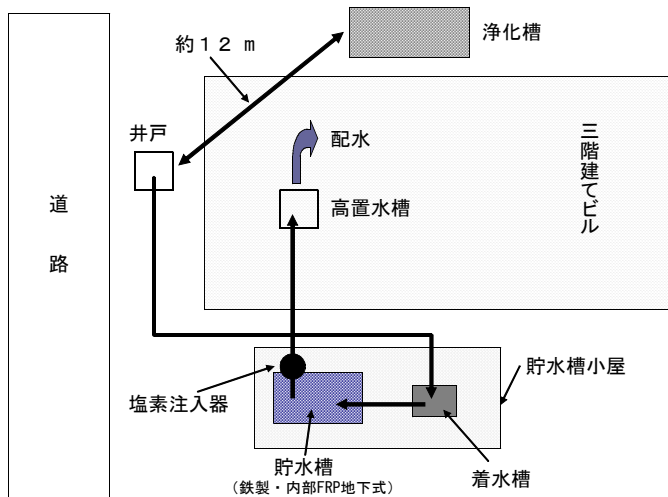 浄化槽
約１２ m
井戸
配水
三階建てビル
道路
高置水槽
貯水槽小屋
塩素注入器
着水槽
貯水槽
（鉄製・内部FRP地下式）